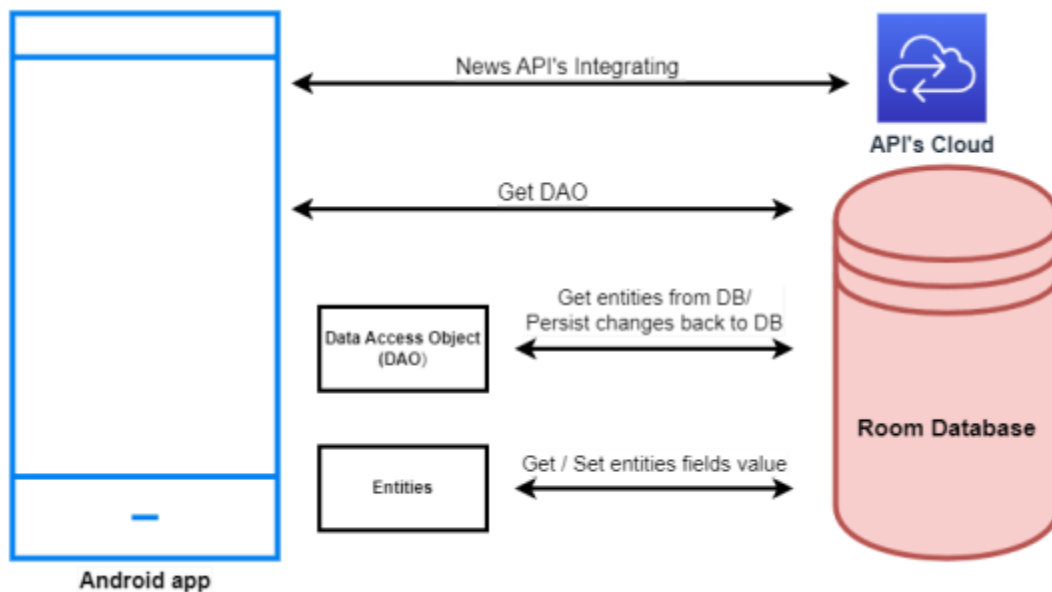 News API's Integrating
API's Cloud
Get DAO
Get entities from DB/
Persist changes back to DB
Data Access Object
(DAO)
Room Database
Get / Set entities fields value
Entities
Android app